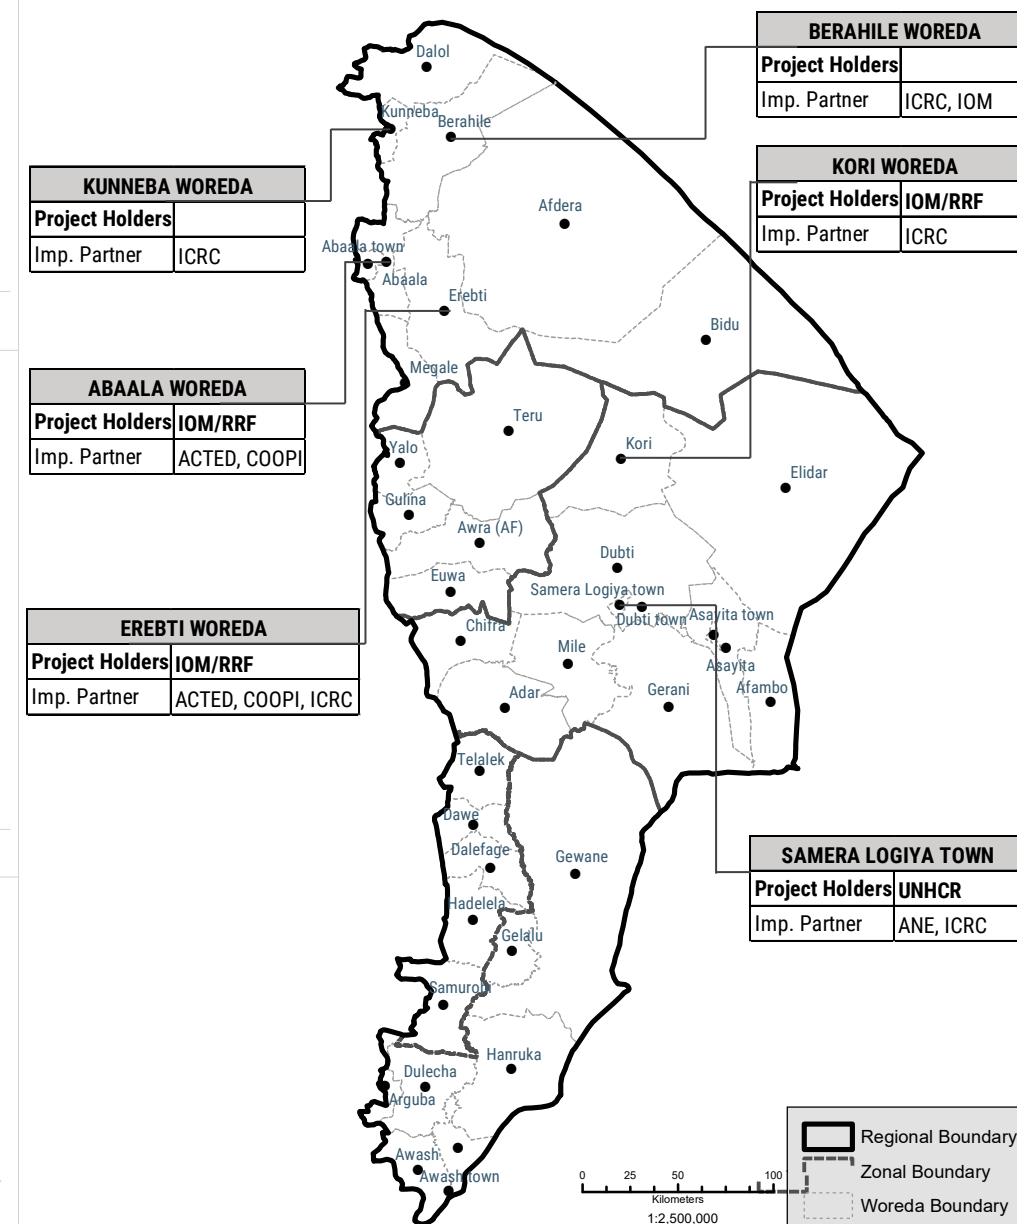 BERAHILE WOREDA
Project Holders
Imp. Partner ICRC, IOM
KORI WOREDA
Project Holders IOM/RRF
Imp. Partner ICRC
KUNNEBA WOREDA
Project Holders
Imp. Partner ICRC
ABAALA WOREDA
Project Holders IOM/RRF
Imp. Partner ACTED, COOPI
EREBTI WOREDA
Project Holders IOM/RRF
Imp. Partner ACTED, COOPI, ICRC
SAMERA LOGIYA TOWN
Project Holders UNHCR
Imp. Partner ANE, ICRC
Dalol
Kunneba
Berahile
Afdera
Abaala town
Abaala
Erebti
Bidu
Megale
Teru
Kori
Yalo
Elidar
Gulina
Awra (AF)
Dubti
Euwa
Samera Logiya town
Dubti town
Asayita town
Chifra
Mile
Asayita
Adar
Gerani
Afambo
Telalek
Dawe
Dalefage
Gewane
Hadelela
Gelalu
Samurobi
Hanruka
Dulecha
Arguba
Awash
Awash town
0 25 50 100
Kilometers
1:2,500,000
Regional Boundary
Zonal Boundary
Woreda Boundary